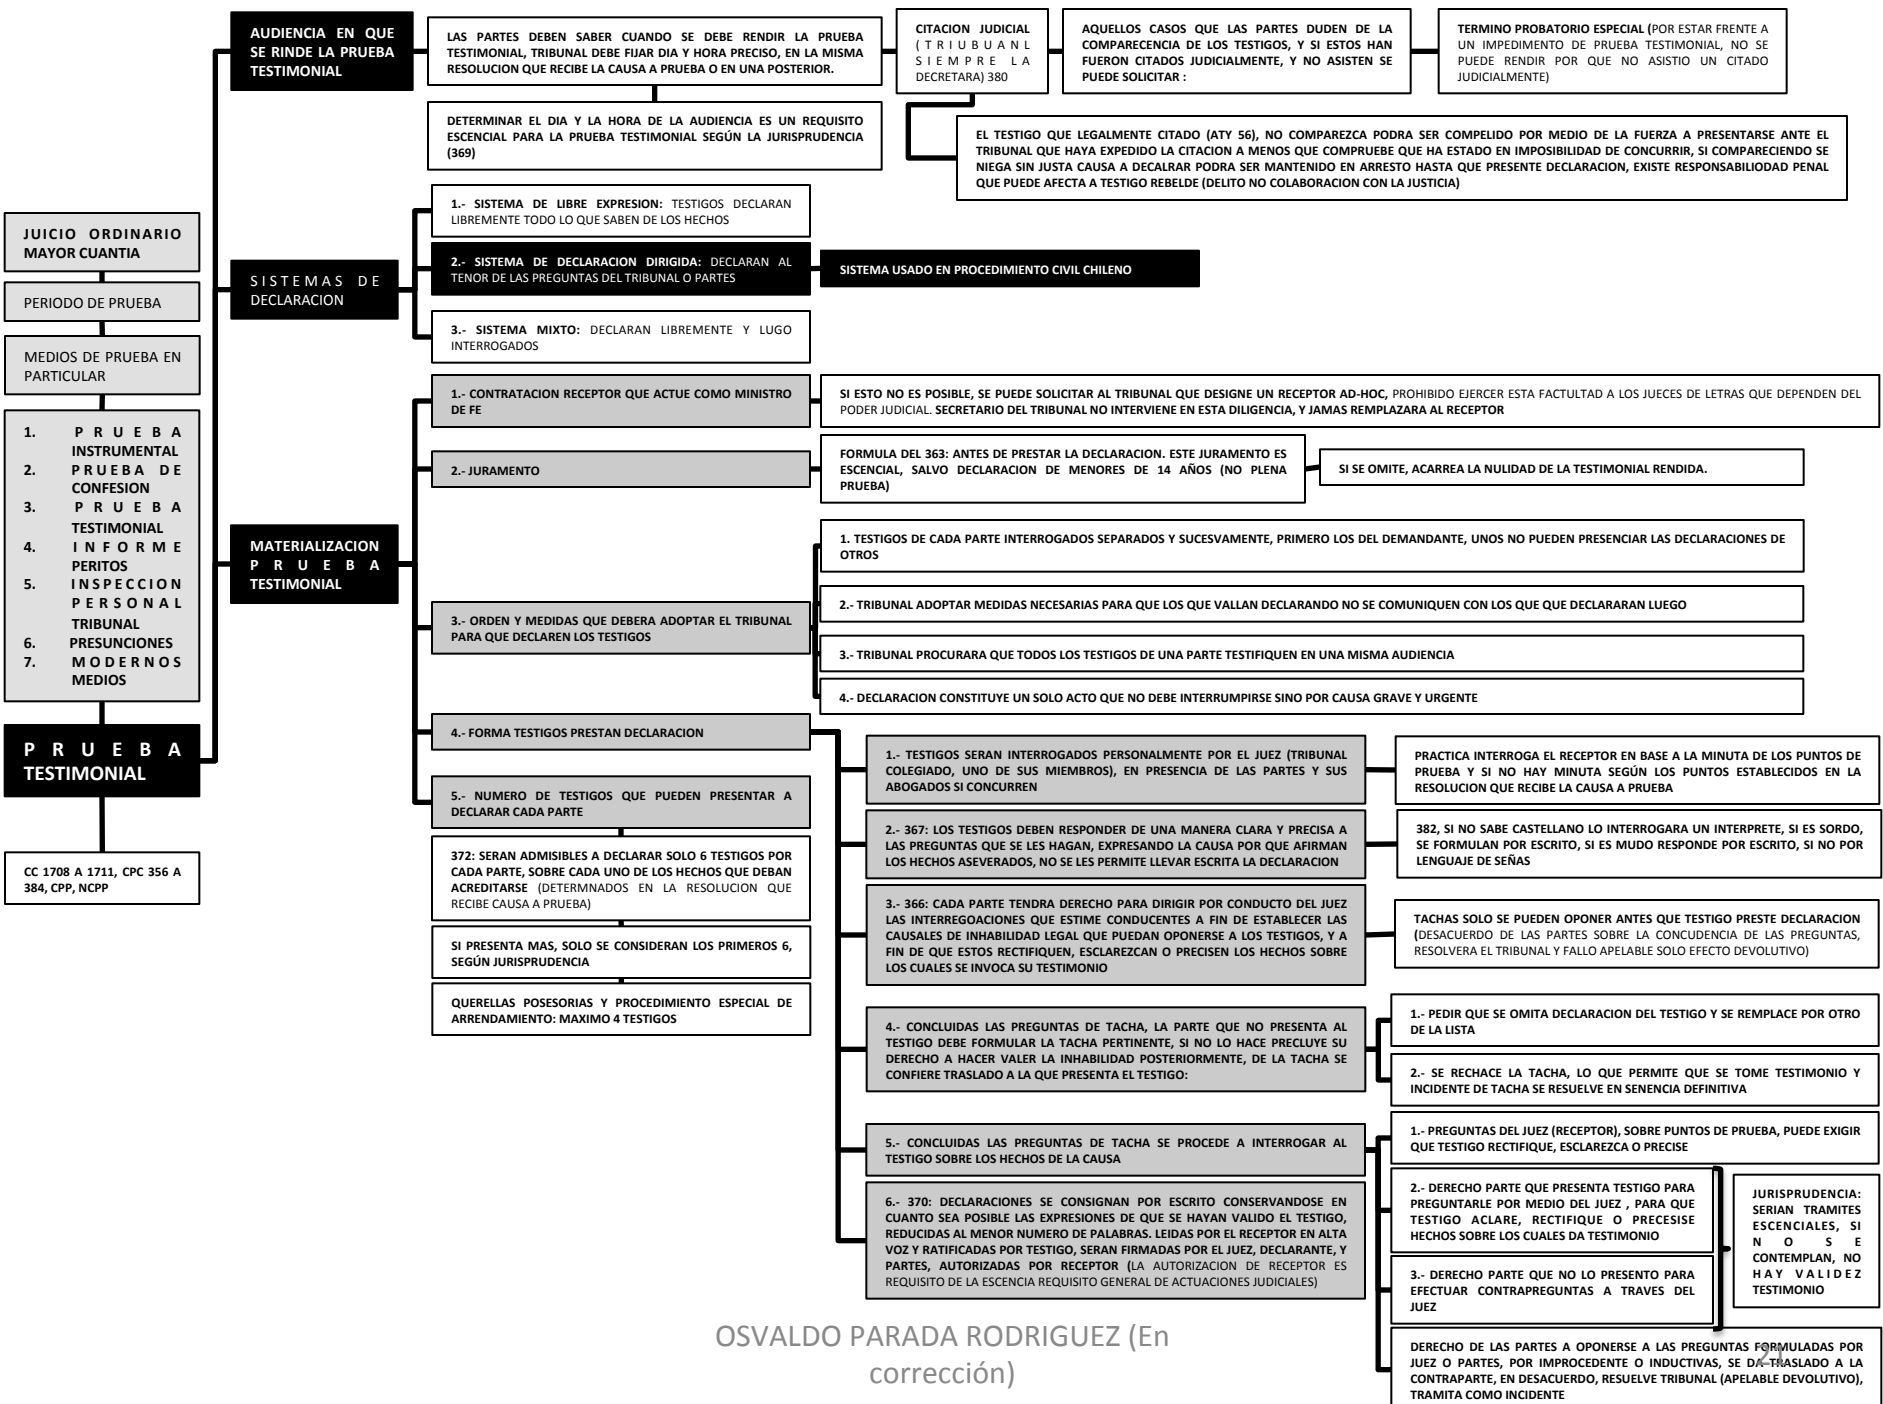 AUDIENCIA EN QUE
SE RINDE LA PRUEBA
TESTIMONIAL
LAS PARTES DEBEN SABER CUANDO SE DEBE RENDIR LA PRUEBA
TESTIMONIAL, TRIBUNAL DEBE FIJAR DIA Y HORA PRECISO, EN LA MISMA
RESOLUCION QUE RECIBE LA CAUSA A PRUEBA O EN UNA POSTERIOR.
CITACION JUDICIAL
(TRIUBUANL
SIEMPRE LA
DECRETARA) 380
AQUELLOS CASOS QUE LAS PARTES DUDEN DE LA
COMPARECENCIA DE LOS TESTIGOS, Y SI ESTOS HAN
FUERON CITADOS JUDICIALMENTE, Y NO ASISTEN SE
PUEDE SOLICITAR :
TERMINO PROBATORIO ESPECIAL (POR ESTAR FRENTE A
UN IMPEDIMENTO DE PRUEBA TESTIMONIAL, NO SE
PUEDE RENDIR POR QUE NO ASISTIO UN CITADO
JUDICIALMENTE)
DETERMINAR EL DIA Y LA HORA DE LA AUDIENCIA ES UN REQUISITO
ESCENCIAL PARA LA PRUEBA TESTIMONIAL SEGÚN LA JURISPRUDENCIA
(369)
EL TESTIGO QUE LEGALMENTE CITADO (ATY 56), NO COMPAREZCA PODRA SER COMPELIDO POR MEDIO DE LA FUERZA A PRESENTARSE ANTE EL
TRIBUNAL QUE HAYA EXPEDIDO LA CITACION A MENOS QUE COMPRUEBE QUE HA ESTADO EN IMPOSIBILIDAD DE CONCURRIR, SI COMPARECIENDO SE
NIEGA SIN JUSTA CAUSA A DECALRAR PODRA SER MANTENIDO EN ARRESTO HASTA QUE PRESENTE DECLARACION, EXISTE RESPONSABILIODAD PENAL
QUE PUEDE AFECTA A TESTIGO REBELDE (DELITO NO COLABORACION CON LA JUSTICIA)
JUICIO ORDINARIO
MAYOR CUANTIA
PERIODO DE PRUEBA
MEDIOS DE PRUEBA EN
PARTICULAR
1. PRUEBA
INSTRUMENTAL
2. PRUEBA DE
CONFESION
3. PRUEBA
TESTIMONIAL
4. INFORME
PERITOS
5. INSPECCION
PERSONAL
TRIBUNAL
6. PRESUNCIONES
7. MODERNOS
MEDIOS
PRUEBA
TESTIMONIAL
CC 1708 A 1711, CPC 356 A
384, CPP, NCPP
SISTEMAS DE
DECLARACION
1.- SISTEMA DE LIBRE EXPRESION: TESTIGOS DECLARAN
LIBREMENTE TODO LO QUE SABEN DE LOS HECHOS
2.- SISTEMA DE DECLARACION DIRIGIDA: DECLARAN AL
TENOR DE LAS PREGUNTAS DEL TRIBUNAL O PARTES
SISTEMA USADO EN PROCEDIMIENTO CIVIL CHILENO
3.- SISTEMA MIXTO: DECLARAN LIBREMENTE Y LUGO
INTERROGADOS
MATERIALIZACION
PRUEBA
TESTIMONIAL
1.- CONTRATACION RECEPTOR QUE ACTUE COMO MINISTRO
DE FE
SI ESTO NO ES POSIBLE, SE PUEDE SOLICITAR AL TRIBUNAL QUE DESIGNE UN RECEPTOR AD-HOC, PROHIBIDO EJERCER ESTA FACTULTAD A LOS JUECES DE LETRAS QUE DEPENDEN DEL
PODER JUDICIAL. SECRETARIO DEL TRIBUNAL NO INTERVIENE EN ESTA DILIGENCIA, Y JAMAS REMPLAZARA AL RECEPTOR
2.- JURAMENTO
FORMULA DEL 363: ANTES DE PRESTAR LA DECLARACION. ESTE JURAMENTO ES
ESCENCIAL, SALVO DECLARACION DE MENORES DE 14 AÑOS (NO PLENA
PRUEBA)
SI SE OMITE, ACARREA LA NULIDAD DE LA TESTIMONIAL RENDIDA.
3.- ORDEN Y MEDIDAS QUE DEBERA ADOPTAR EL TRIBUNAL
PARA QUE DECLAREN LOS TESTIGOS
1. TESTIGOS DE CADA PARTE INTERROGADOS SEPARADOS Y SUCESVAMENTE, PRIMERO LOS DEL DEMANDANTE, UNOS NO PUEDEN PRESENCIAR LAS DECLARACIONES DE
OTROS
2.- TRIBUNAL ADOPTAR MEDIDAS NECESARIAS PARA QUE LOS QUE VALLAN DECLARANDO NO SE COMUNIQUEN CON LOS QUE QUE DECLARARAN LUEGO
3.- TRIBUNAL PROCURARA QUE TODOS LOS TESTIGOS DE UNA PARTE TESTIFIQUEN EN UNA MISMA AUDIENCIA
4.- DECLARACION CONSTITUYE UN SOLO ACTO QUE NO DEBE INTERRUMPIRSE SINO POR CAUSA GRAVE Y URGENTE
4.- FORMA TESTIGOS PRESTAN DECLARACION
5.- NUMERO DE TESTIGOS QUE PUEDEN PRESENTAR A
DECLARAR CADA PARTE
372: SERAN ADMISIBLES A DECLARAR SOLO 6 TESTIGOS POR
CADA PARTE, SOBRE CADA UNO DE LOS HECHOS QUE DEBAN
ACREDITARSE (DETERMNADOS EN LA RESOLUCION QUE
RECIBE CAUSA A PRUEBA)
SI PRESENTA MAS, SOLO SE CONSIDERAN LOS PRIMEROS 6,
SEGÚN JURISPRUDENCIA
QUERELLAS POSESORIAS Y PROCEDIMIENTO ESPECIAL DE
ARRENDAMIENTO: MAXIMO 4 TESTIGOS
1.- TESTIGOS SERAN INTERROGADOS PERSONALMENTE POR EL JUEZ (TRIBUNAL
COLEGIADO, UNO DE SUS MIEMBROS), EN PRESENCIA DE LAS PARTES Y SUS
ABOGADOS SI CONCURREN
PRACTICA INTERROGA EL RECEPTOR EN BASE A LA MINUTA DE LOS PUNTOS DE
PRUEBA Y SI NO HAY MINUTA SEGÚN LOS PUNTOS ESTABLECIDOS EN LA
RESOLUCION QUE RECIBE LA CAUSA A PRUEBA
2.- 367: LOS TESTIGOS DEBEN RESPONDER DE UNA MANERA CLARA Y PRECISA A
LAS PREGUNTAS QUE SE LES HAGAN, EXPRESANDO LA CAUSA POR QUE AFIRMAN
LOS HECHOS ASEVERADOS, NO SE LES PERMITE LLEVAR ESCRITA LA DECLARACION
382, SI NO SABE CASTELLANO LO INTERROGARA UN INTERPRETE, SI ES SORDO,
SE FORMULAN POR ESCRITO, SI ES MUDO RESPONDE POR ESCRITO, SI NO POR
LENGUAJE DE SEÑAS
3.- 366: CADA PARTE TENDRA DERECHO PARA DIRIGIR POR CONDUCTO DEL JUEZ
LAS INTERREGOACIONES QUE ESTIME CONDUCENTES A FIN DE ESTABLECER LAS
CAUSALES DE INHABILIDAD LEGAL QUE PUEDAN OPONERSE A LOS TESTIGOS, Y A
FIN DE QUE ESTOS RECTIFIQUEN, ESCLAREZCAN O PRECISEN LOS HECHOS SOBRE
LOS CUALES SE INVOCA SU TESTIMONIO
TACHAS SOLO SE PUEDEN OPONER ANTES QUE TESTIGO PRESTE DECLARACION
(DESACUERDO DE LAS PARTES SOBRE LA CONCUDENCIA DE LAS PREGUNTAS,
RESOLVERA EL TRIBUNAL Y FALLO APELABLE SOLO EFECTO DEVOLUTIVO)
4.- CONCLUIDAS LAS PREGUNTAS DE TACHA, LA PARTE QUE NO PRESENTA AL
TESTIGO DEBE FORMULAR LA TACHA PERTINENTE, SI NO LO HACE PRECLUYE SU
DERECHO A HACER VALER LA INHABILIDAD POSTERIORMENTE, DE LA TACHA SE
CONFIERE TRASLADO A LA QUE PRESENTA EL TESTIGO:
1.- PEDIR QUE SE OMITA DECLARACION DEL TESTIGO Y SE REMPLACE POR OTRO
DE LA LISTA
2.- SE RECHACE LA TACHA, LO QUE PERMITE QUE SE TOME TESTIMONIO Y
INCIDENTE DE TACHA SE RESUELVE EN SENENCIA DEFINITIVA
5.- CONCLUIDAS LAS PREGUNTAS DE TACHA SE PROCEDE A INTERROGAR AL
TESTIGO SOBRE LOS HECHOS DE LA CAUSA
1.- PREGUNTAS DEL JUEZ (RECEPTOR), SOBRE PUNTOS DE PRUEBA, PUEDE EXIGIR
QUE TESTIGO RECTIFIQUE, ESCLAREZCA O PRECISE
2.- DERECHO PARTE QUE PRESENTA TESTIGO PARA
PREGUNTARLE POR MEDIO DEL JUEZ , PARA QUE
TESTIGO ACLARE, RECTIFIQUE O PRECESISE
HECHOS SOBRE LOS CUALES DA TESTIMONIO
3.- DERECHO PARTE QUE NO LO PRESENTO PARA
EFECTUAR CONTRAPREGUNTAS A TRAVES DEL
JUEZ
JURISPRUDENCIA:
SERIAN TRAMITES
ESCENCIALES, SI
NO SE
CONTEMPLAN, NO
HAY VALIDEZ
TESTIMONIO
6.- 370: DECLARACIONES SE CONSIGNAN POR ESCRITO CONSERVANDOSE EN
CUANTO SEA POSIBLE LAS EXPRESIONES DE QUE SE HAYAN VALIDO EL TESTIGO,
REDUCIDAS AL MENOR NUMERO DE PALABRAS. LEIDAS POR EL RECEPTOR EN ALTA
VOZ Y RATIFICADAS POR TESTIGO, SERAN FIRMADAS POR EL JUEZ, DECLARANTE, Y
PARTES, AUTORIZADAS POR RECEPTOR (LA AUTORIZACION DE RECEPTOR ES
REQUISITO DE LA ESCENCIA REQUISITO GENERAL DE ACTUACIONES JUDICIALES)
DERECHO DE LAS PARTES A OPONERSE A LAS PREGUNTAS FORMULADAS POR
JUEZ O PARTES, POR IMPROCEDENTE O INDUCTIVAS, SE DA TRASLADO A LA
CONTRAPARTE, EN DESACUERDO, RESUELVE TRIBUNAL (APELABLE DEVOLUTIVO),
TRAMITA COMO INCIDENTE
OSVALDO PARADA RODRIGUEZ (En
corrección)
21